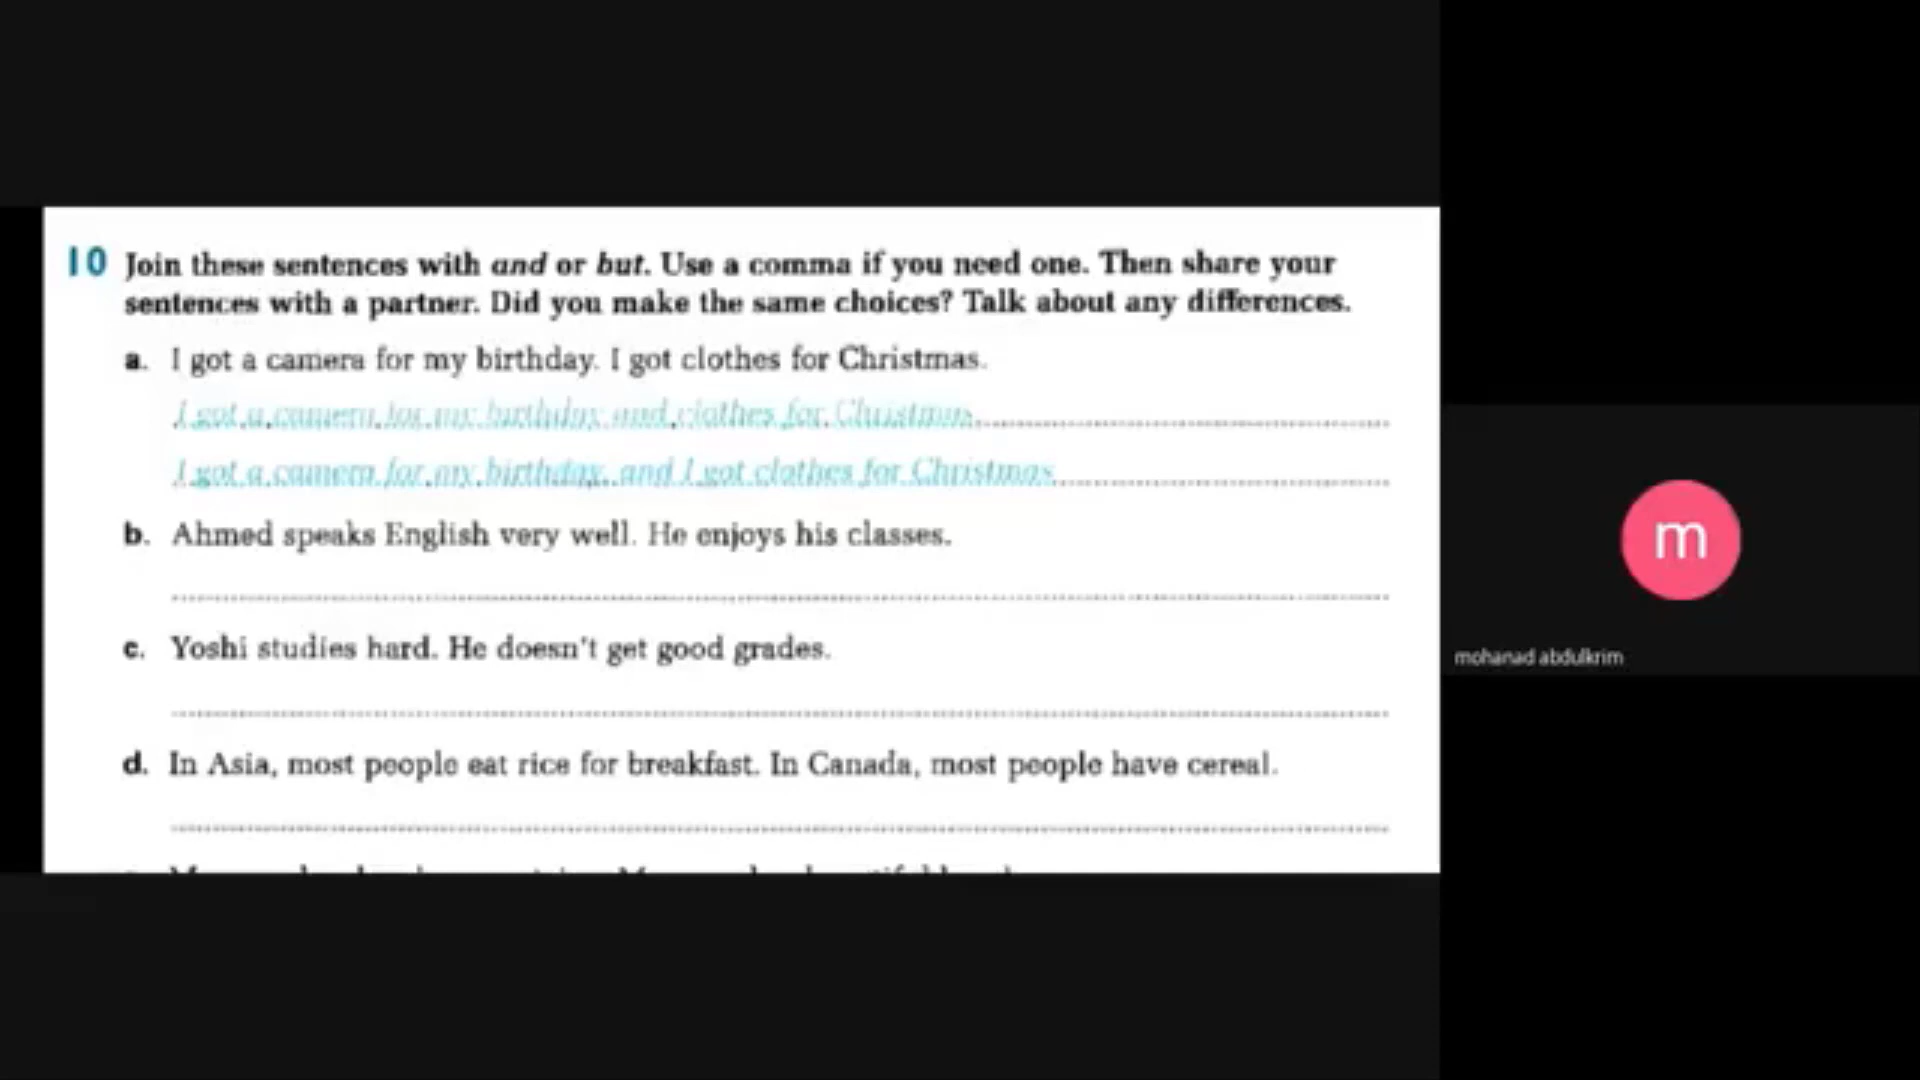 10 Join these sentences with and or but. Use a comma if you need one. Then share your
sentences with a partner. Did you make the same choices? Talk about any differences.
a. I got a camera for my birthday. I got clothes for Christmas.
I got a camera for my birthday and clothes for Christmas.
I got a camera for my birthday, and I got clothes for Christmas.
b. Ahmed speaks English very well. He enjoys his classes.
c. Yoshi studies hard. He doesn't get good grades.
d. In Asia, most people eat rice for breakfast. In Canada, most people have cereal.
m
mohanad abdulkrim